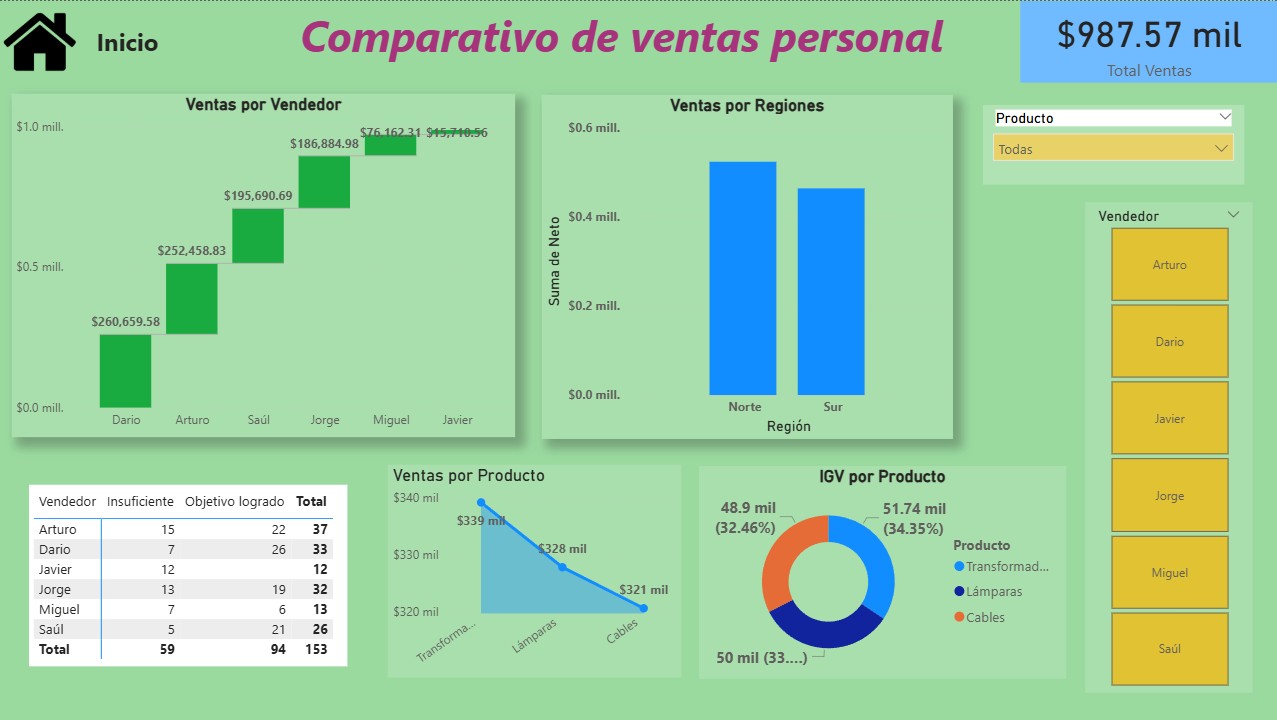 Inicio
Comparativo de ventas personal
$987.57 mil
Total Ventas
Ventas por Vendedor
$1.0 mill.
$0.5 mill.
$0.0 mill.
$260,659.58
$252,458.83
$195,690.69
$186,884.98
$76,162.31
$15,710.56
Dario
Arturo
Saúl
Jorge
Miguel
Javier
Ventas por Regiones
Suma de Neto
$0.6 mill.
$0.4 mill.
$0.2 mill.
$0.0 mill.
Norte
Sur
Región
Producto
Todas
Vendedor
Arturo
Dario
Javier
Jorge
Miguel
Saúl
Vendedor Insuficiente Objetivo logrado Total
Arturo 15 22 37
Dario 7 26 33
Javier 12 12
Jorge 13 19 32
Miguel 7 6 13
Saúl 5 21 26
Total 59 94 153
Ventas por Producto
$340 mil
$330 mil
$320 mil
$339 mil
$328 mil
$321 mil
Transforma...
Lámparas
Cables
IGV por Producto
48.9 mil
(32.46%)
51.74 mil
(34.35%)
50 mil (33....)
Producto
Transformad...
Lámparas
Cables